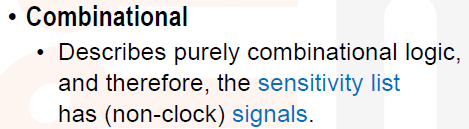 • Combinational
• Describes purely combinational logic,
and therefore, the sensitivity list
has (non-clock) signals.